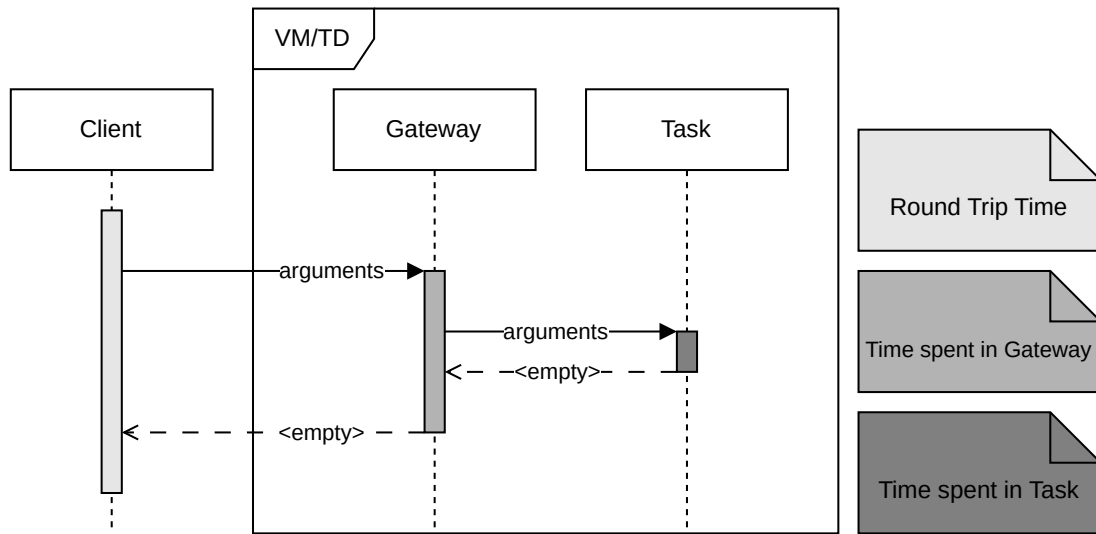 VM/TD
Client
Gateway
Task
Round Trip Time
arguments
arguments
Time spent in Gateway
<empty>
<empty>
Time spent in Task